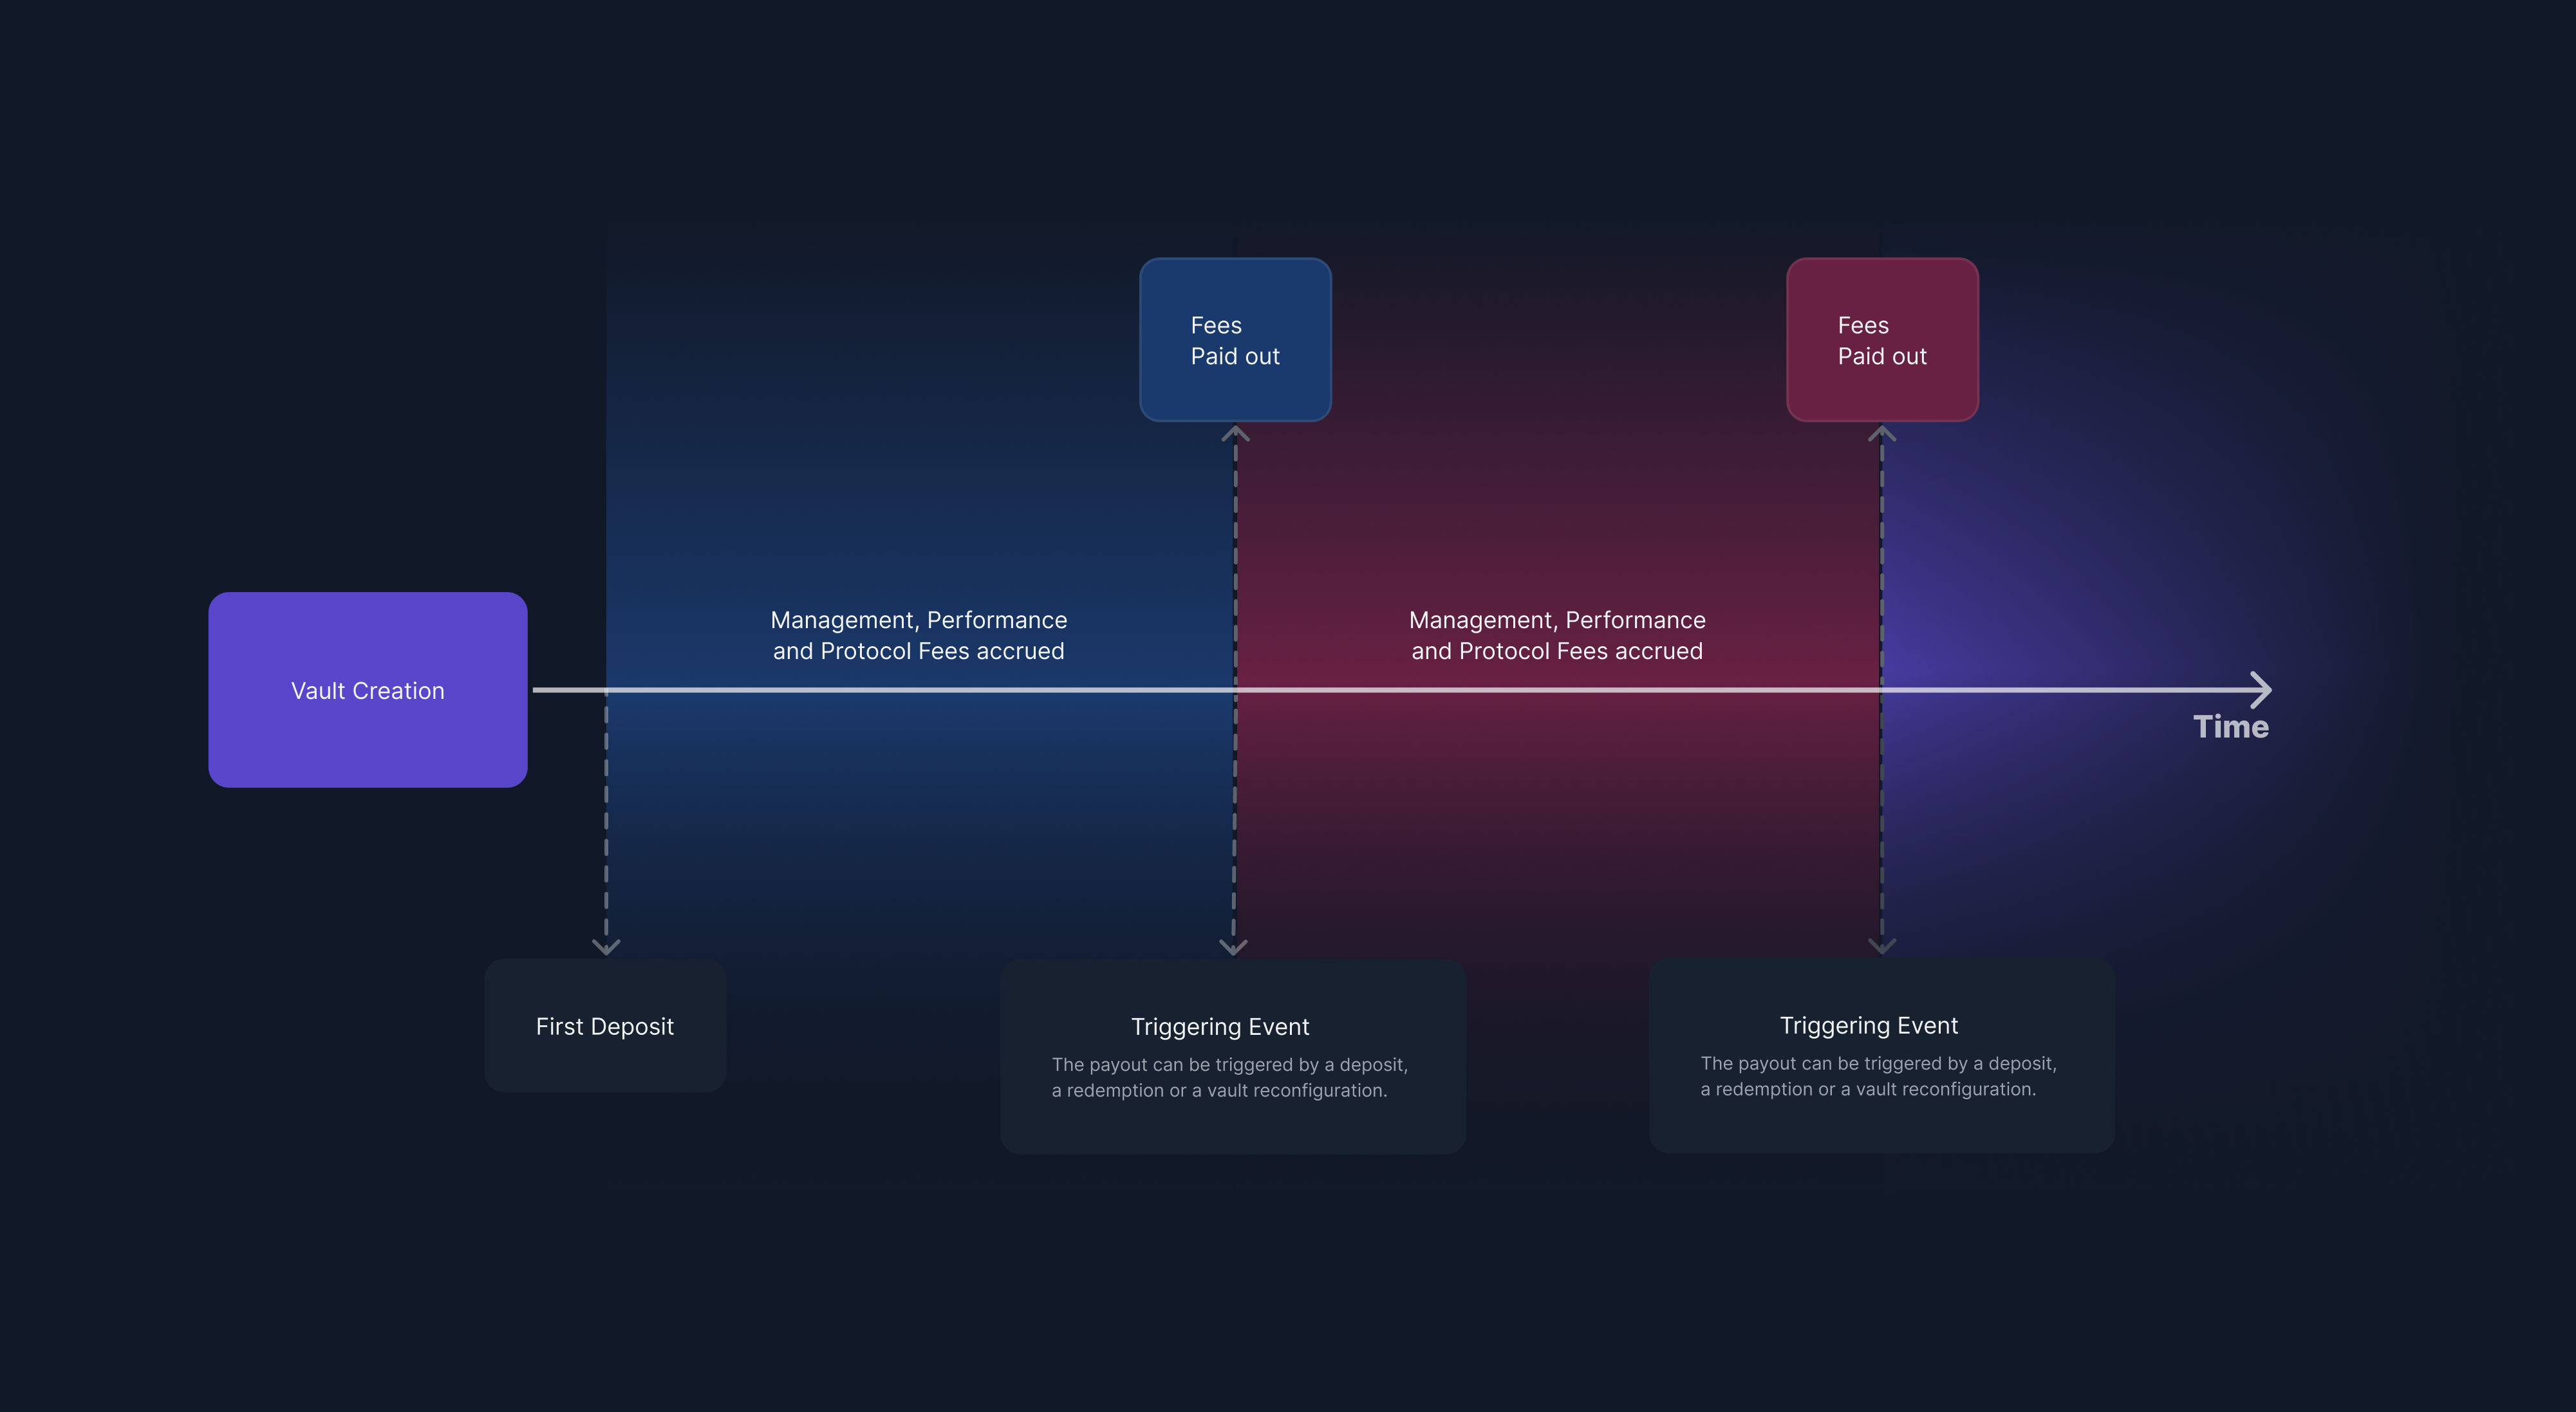 Fees
Paid out
Fees
Paid out
Management, Performance
and Protocol Fees accrued
Management, Performance
and Protocol Fees accrued
Vault Creation
Time
First Deposit
Triggering Event
The payout can be triggered by a deposit,
a redemption or a vault reconfiguration.
Triggering Event
The payout can be triggered by a deposit,
a redemption or a vault reconfiguration.